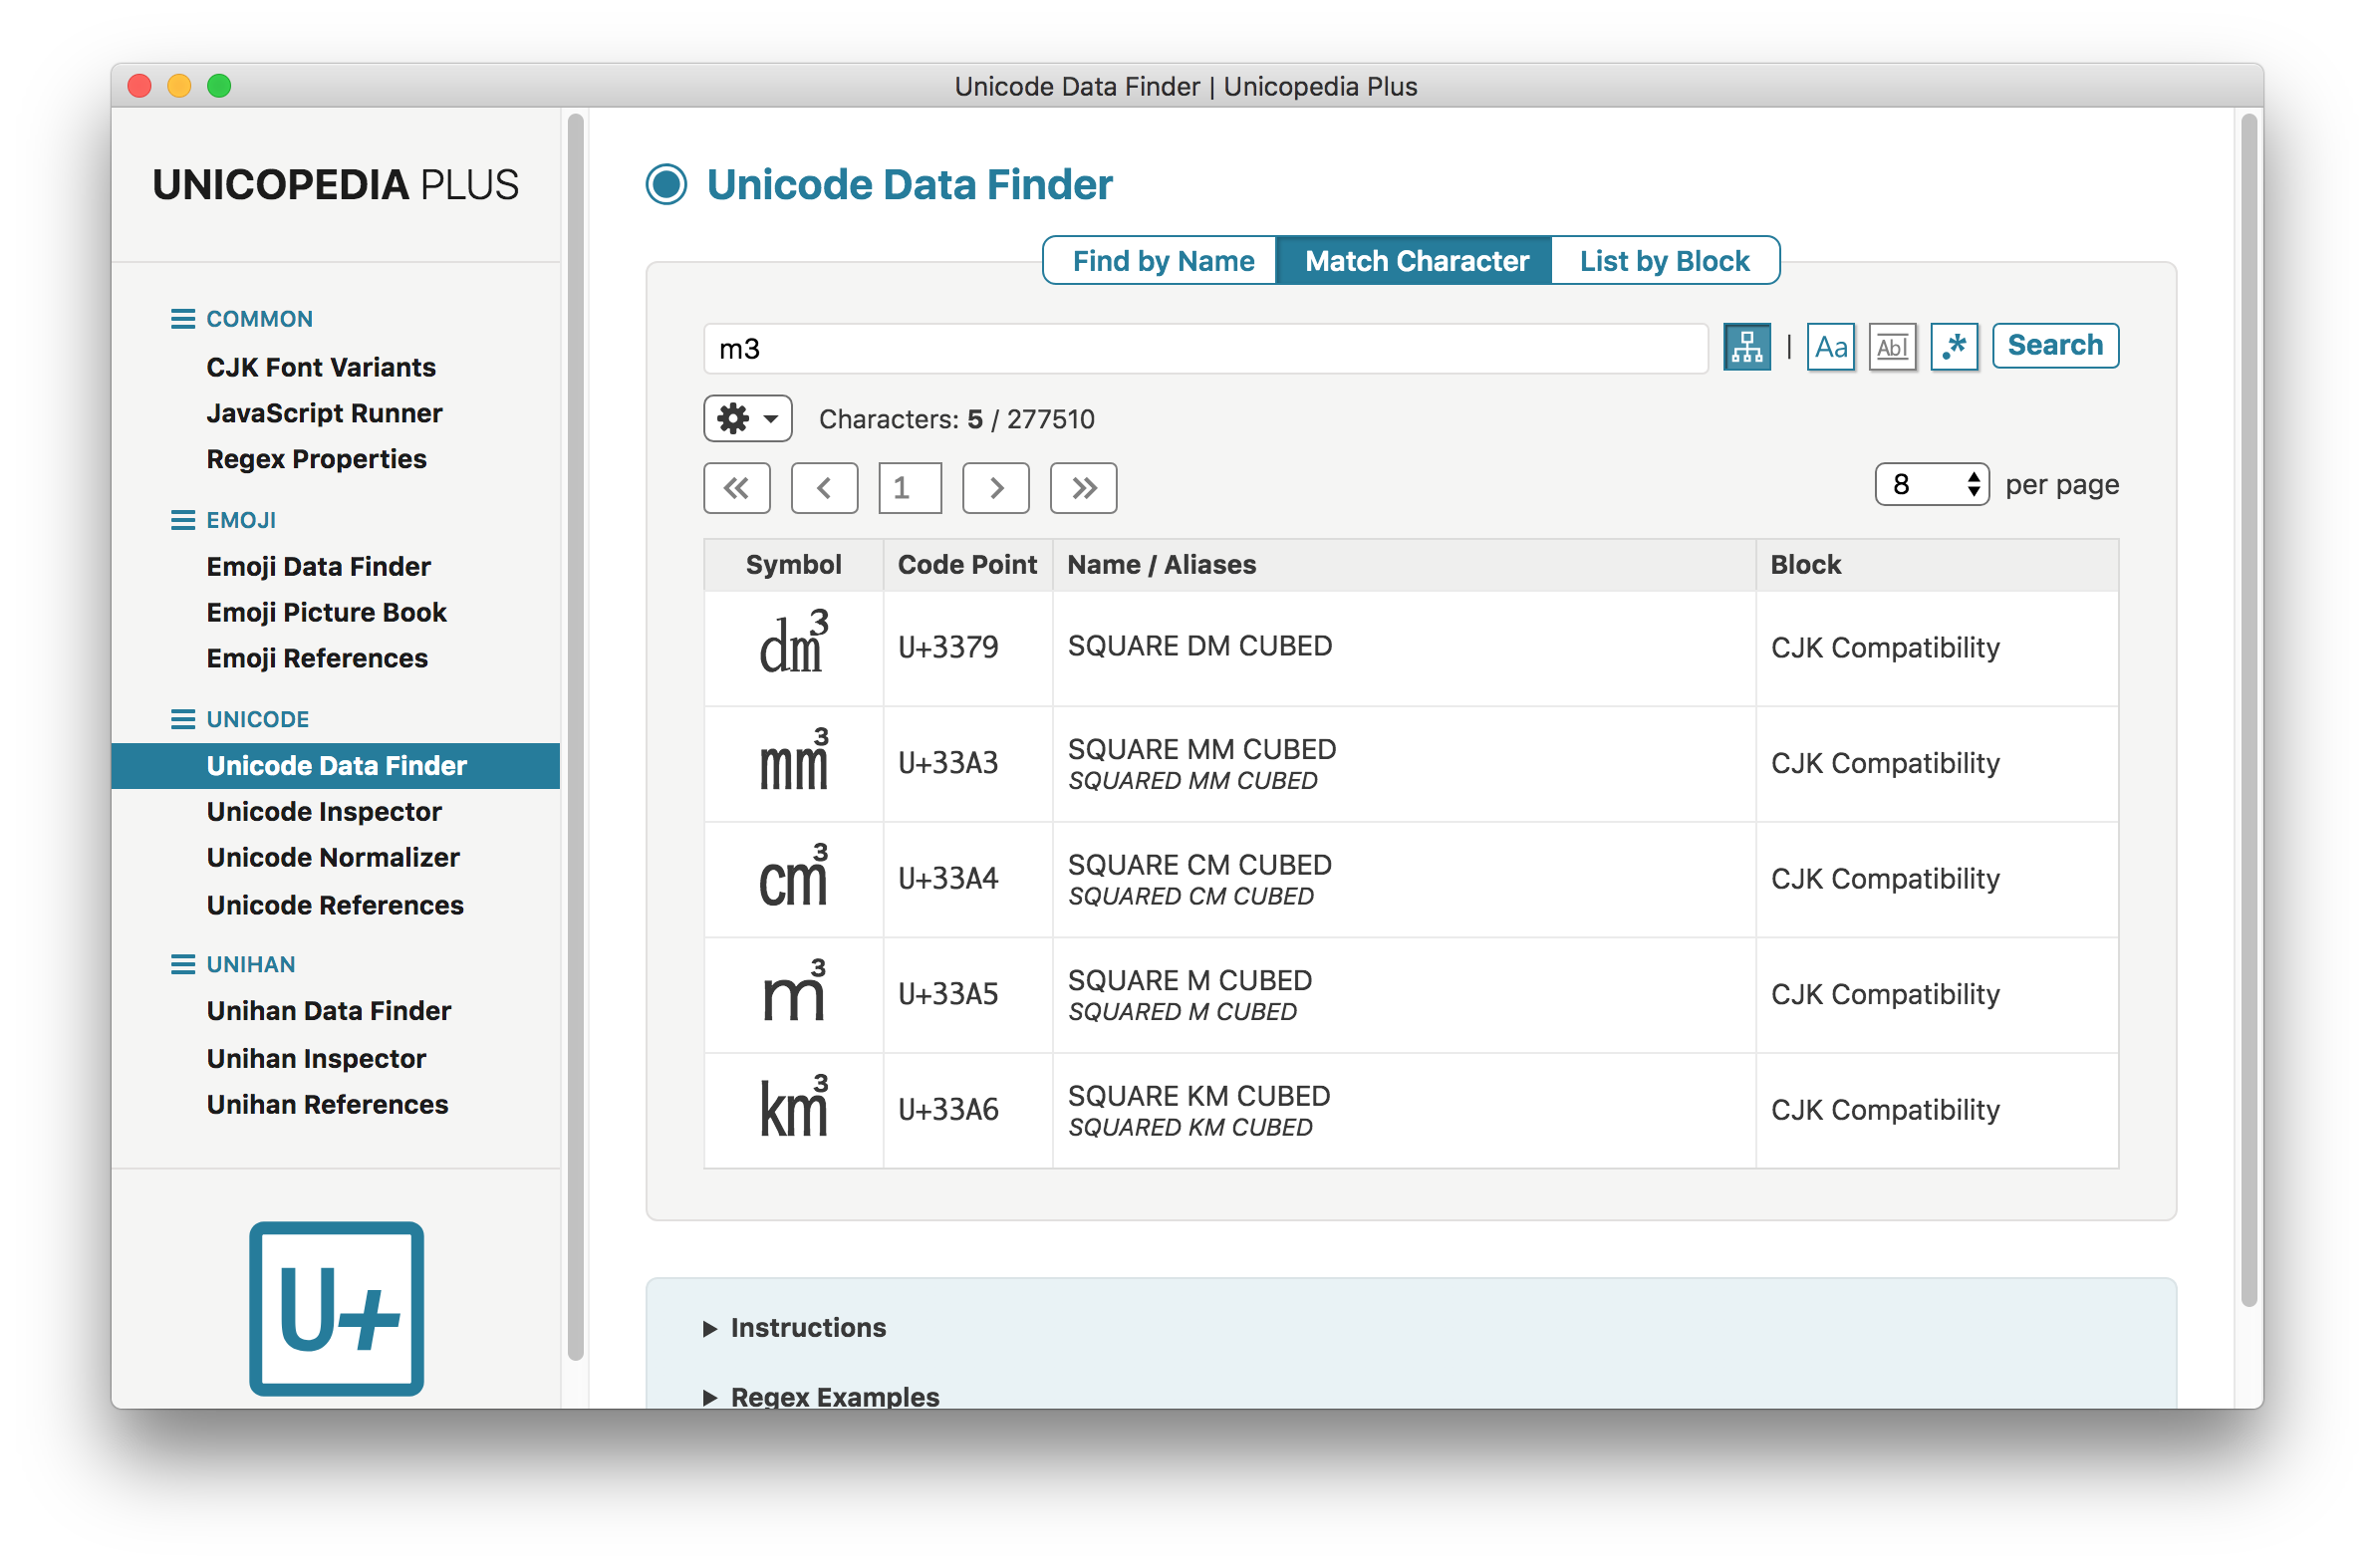 Unicode Data Finder | Unicopedia Plus
UNICOPEDIA PLUS
COMMON
CJK Font Variants
JavaScript Runner
Regex Properties
EMOJI
Emoji Data Finder
Emoji Picture Book
Emoji References
UNICODE
Unicode Data Finder
Unicode Inspector
Unicode Normalizer
Unicode References
UNIHAN
Unihan Data Finder
Unihan Inspector
Unihan References
U+
Unicode Data Finder
Find by Name Match Character List by Block
m3 | Aa Abl .* Search
Characters: 5 / 277510
« ‹ 1 › » 8 per page
Symbol Code Point Name / Aliases Block
dm³ U+3379 SQUARE DM CUBED CJK Compatibility
mm³ U+33A3 SQUARE MM CUBED CJK Compatibility
SQUARED MM CUBED
cm³ U+33A4 SQUARE CM CUBED CJK Compatibility
SQUARED CM CUBED
m³ U+33A5 SQUARE M CUBED CJK Compatibility
SQUARED M CUBED
km³ U+33A6 SQUARE KM CUBED CJK Compatibility
SQUARED KM CUBED
Instructions
Regex Examples